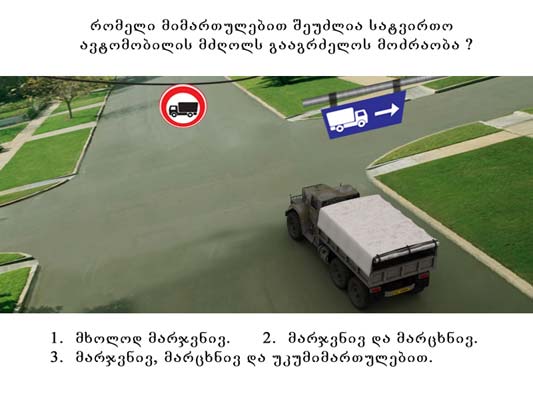 რომელი მიმართულებით შეუძლია სატვირთო
ავტომობილის მძღოლს გააგრძელოს მოძრაობა ?
1. მხოლოდ მარჯვნივ. 2. მარჯვნივ და მარცხნივ.
3. მარჯვნივ, მარცხნივ და უკუმიმართულებით.